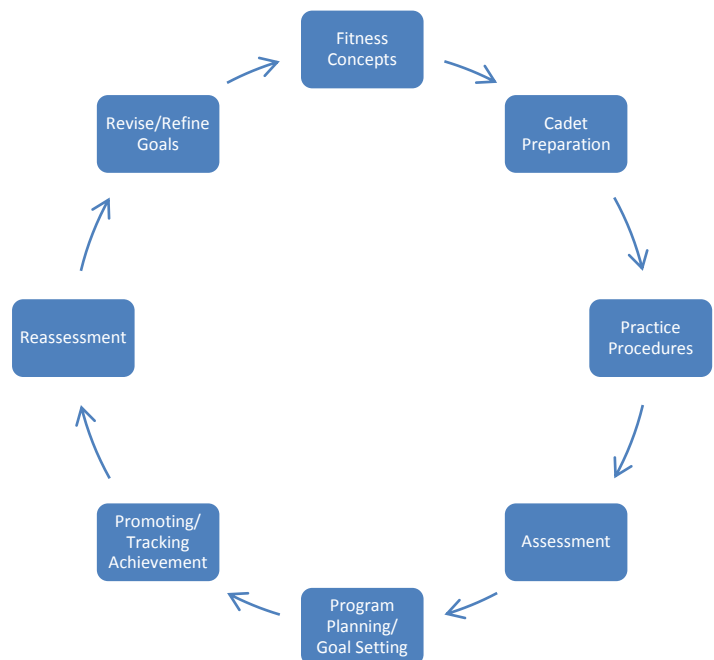 Fitness
Concepts
Cadet
Preparation
Practice
Procedures
Assessment
Program
Planning/
Goal Setting
Promoting/
Tracking
Achievement
Reassessment
Revise/Refine
Goals